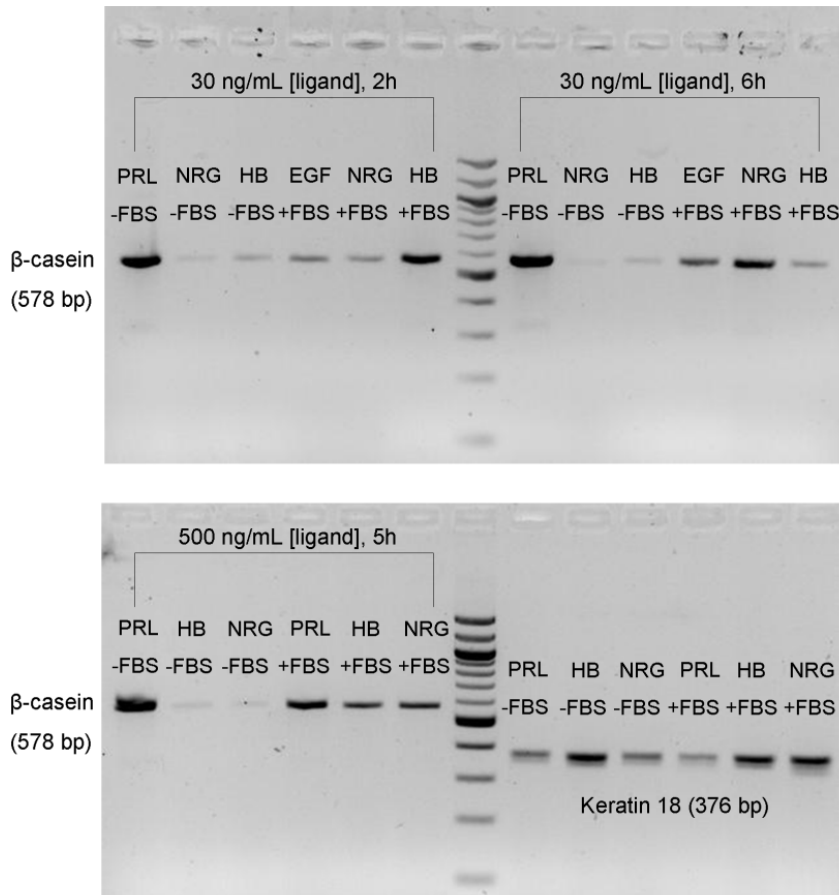 30 ng/mL [ligand], 2h
30 ng/mL [ligand], 6h
PRL NRG HB EGF NRG HB
-FBS -FBS -FBS +FBS +FBS +FBS
PRL NRG HB EGF NRG HB
-FBS -FBS -FBS +FBS +FBS +FBS
β-casein
(578 bp)
500 ng/mL [ligand], 5h
PRL HB NRG PRL HB NRG
-FBS -FBS -FBS +FBS +FBS +FBS
PRL HB NRG PRL HB NRG
-FBS -FBS -FBS +FBS +FBS +FBS
β-casein
(578 bp)
Keratin 18 (376 bp)